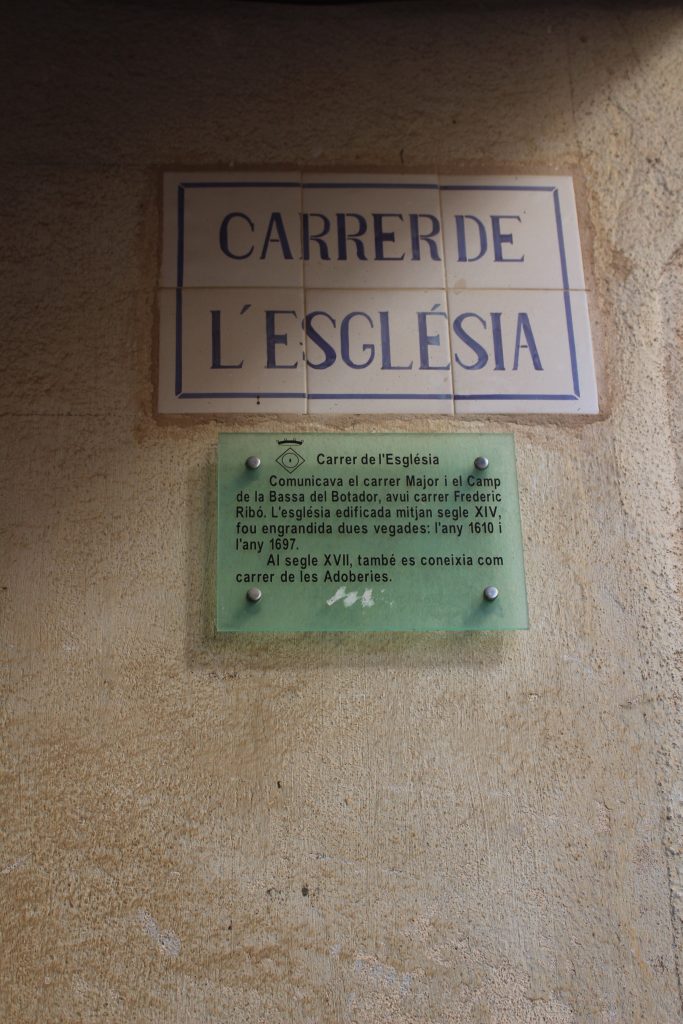 CARRER DE
L'ESGLÉSIA
Carrer de l'Església
Comunicava el carrer Major i el Camp
de la Bassa del Botador, avui carrer Frederic
Ribó. L'església edificada mitjan segle XIV,
fou engrandida dues vegades: l'any 1610 i
l'any 1697.
Al segle XVII, també es coneixia com
carrer de les Adoberies.